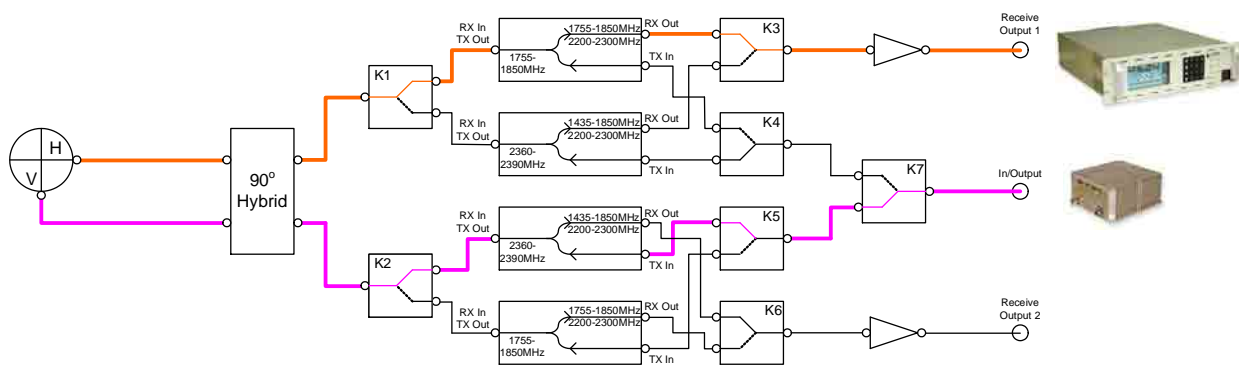 H
V
90°
Hybrid
K1
K2
RX In
TX Out
1755-1850MHz
2200-2300MHz
1755-
1850MHz
RX Out
TX In
RX In
TX Out
1435-1850MHz
2200-2300MHz
2360-
2390MHz
RX Out
RX In
TX Out
1435-1850MHz
2200-2300MHz
2360-
2390MHz
RX Out
TX In
RX In
TX Out
1755-1850MHz
2200-2300MHz
1755-
1850MHz
RX Out
TX In
K3
K4
K5
K6
K7
Receive
Output 1
In/Output
Receive
Output 2